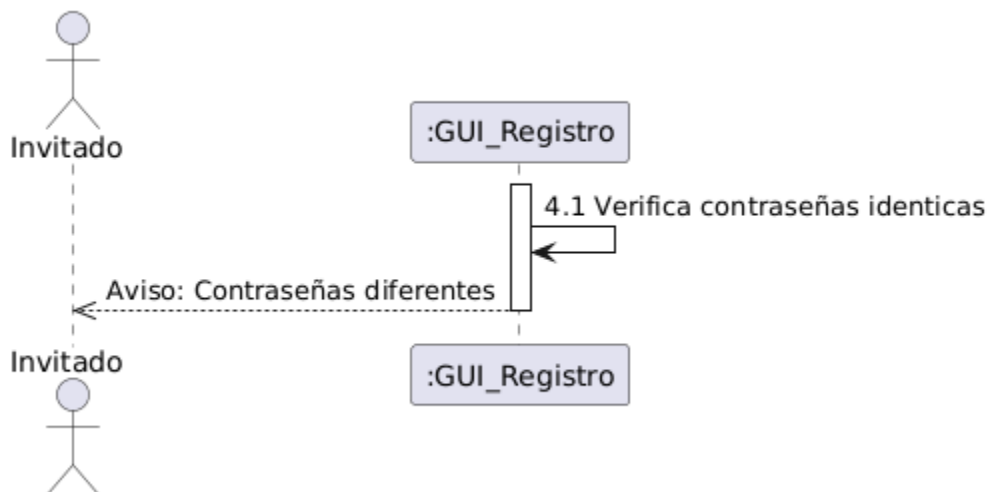 Invitado
:GUI_Registro
4.1 Verifica contraseñas identicas
Aviso: Contraseñas diferentes
Invitado
:GUI_Registro